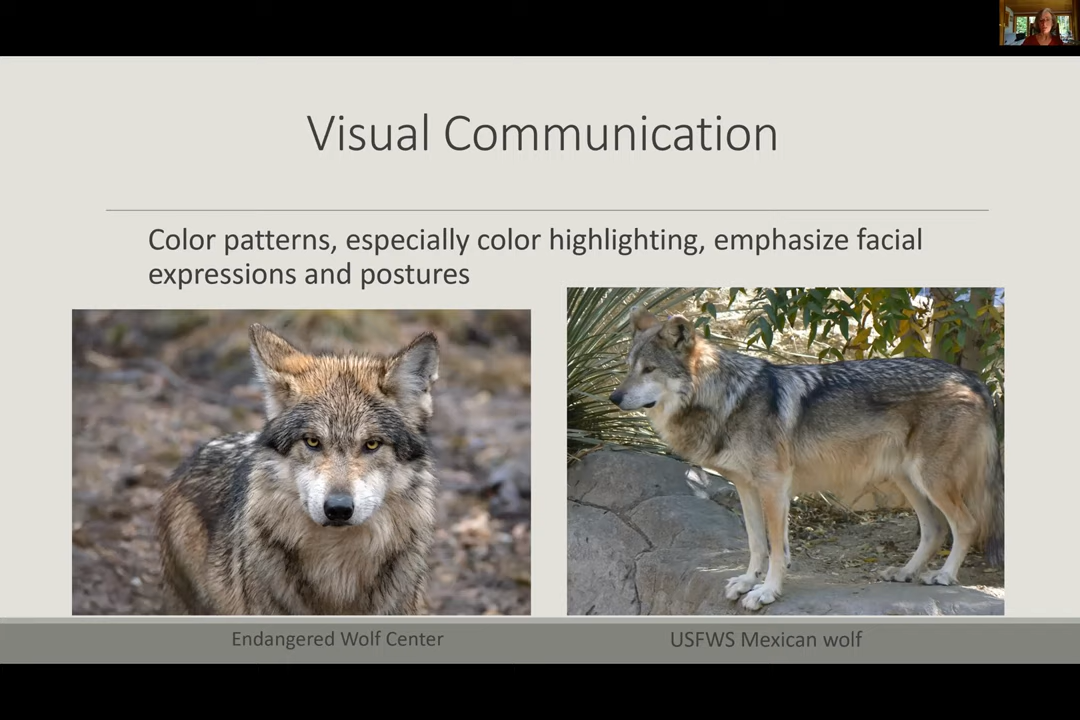 Visual Communication
Color patterns, especially color highlighting, emphasize facial
expressions and postures
Endangered Wolf Center
USFWS Mexican wolf